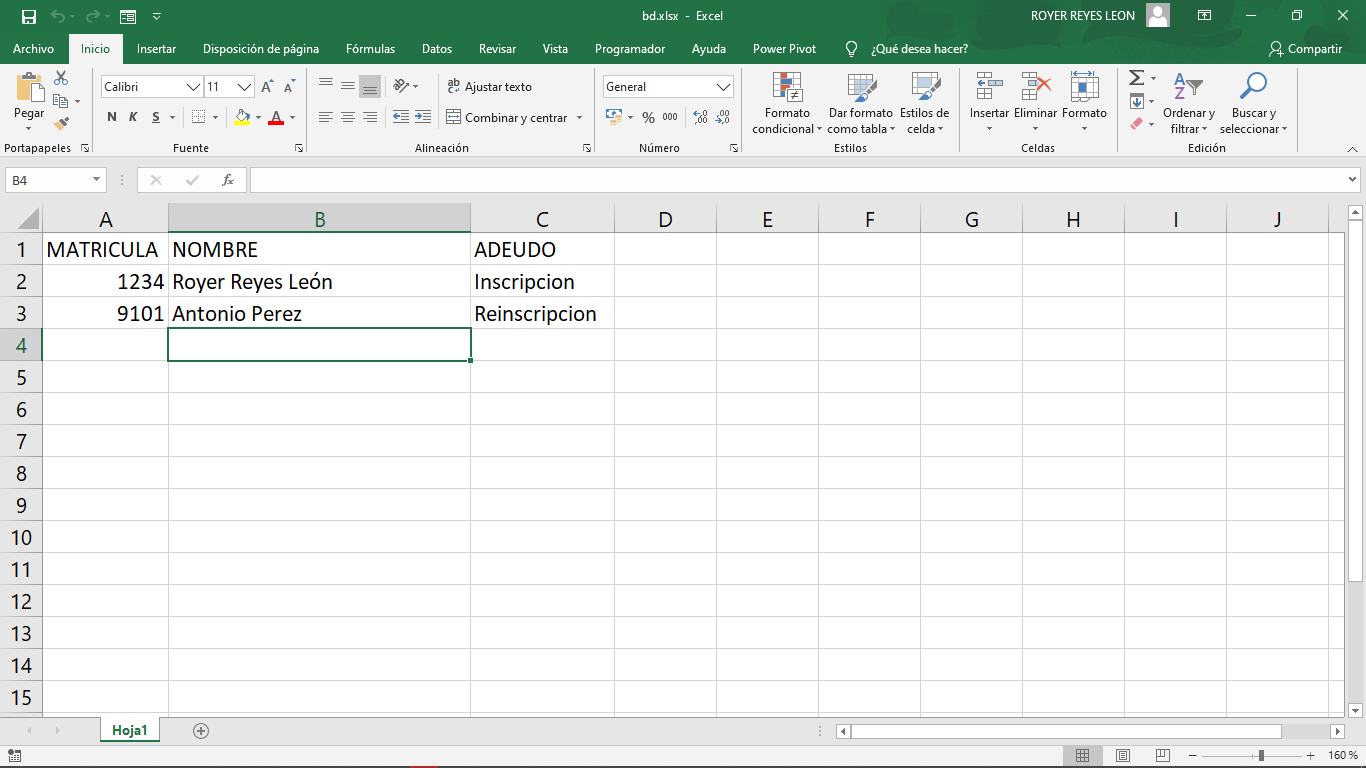 bd.xlsx - Excel
ROYER REYES LEON
Archivo Inicio Insertar Disposición de página Fórmulas Datos Revisar Vista Programador Ayuda Power Pivot ¿Qué desea hacer? Compartir
Pegar
Calibri 11
N K S
Ajustar texto
Combinar y centrar
General
% 000
Formato condicional
Dar formato como tabla
Estilos de celda
Insertar Eliminar Formato
Ordenar y filtrar
Buscar y seleccionar
Portapapeles Fuente Alineación Número Estilos Celdas Edición
B4 fx
A B C D E F G H I J
1 MATRICULA NOMBRE ADEUDO
2 1234 Royer Reyes León Inscripcion
3 9101 Antonio Perez Reinscripcion
4
5
6
7
8
9
10
11
12
13
14
15
Hoja1
160 %